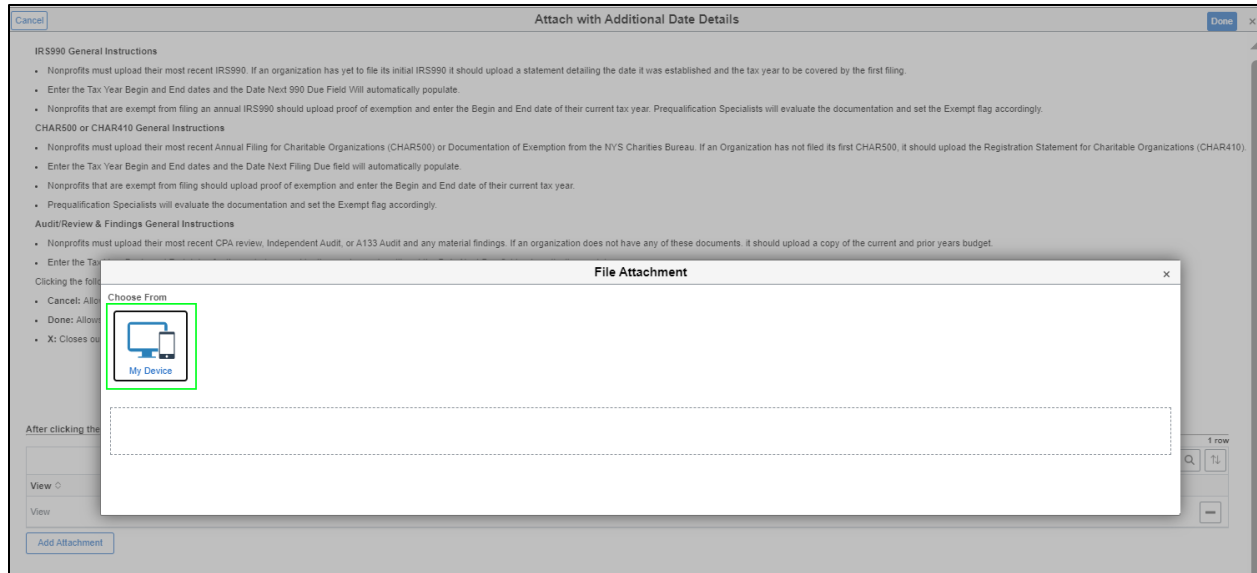 Cancel
Attach with Additional Date Details
Done
×
IRS990 General Instructions
• Nonprofits must upload their most recent IRS990. If an organization has yet to file its initial IRS990 it should upload a statement detailing the date it was established and the tax year to be covered by the first filing.
• Enter the Tax Year Begin and End dates and the Date Next 990 Due Field Will automatically populate.
• Nonprofits that are exempt from filing an annual IRS990 should upload proof of exemption and enter the Begin and End date of their current tax year. Prequalification Specialists will evaluate the documentation and set the Exempt flag accordingly.
CHAR500 or CHAR410 General Instructions
• Nonprofits must upload their most recent Annual Filing for Charitable Organizations (CHAR500) or Documentation of Exemption from the NYS Charities Bureau. If an Organization has not filed its first CHAR500, it should upload the Registration Statement for Charitable Organizations (CHAR410).
• Enter the Tax Year Begin and End dates and the Date Next Filing Due field will automatically populate.
• Nonprofits that are exempt from filing should upload proof of exemption and enter the Begin and End date of their current tax year.
• Prequalification Specialists will evaluate the documentation and set the Exempt flag accordingly.
Audit/Review & Findings General Instructions
• Nonprofits must upload their most recent CPA review, Independent Audit, or A133 Audit and any material findings. If an organization does not have any of these documents. it should upload a copy of the current and prior years budget.
• Enter the Tax
Clicking the foll
• Cancel: Allo
• Done: Allow
• X: Closes ou
File Attachment
×
Choose From
My Device
After clicking the
1 row
View
View
Add Attachment